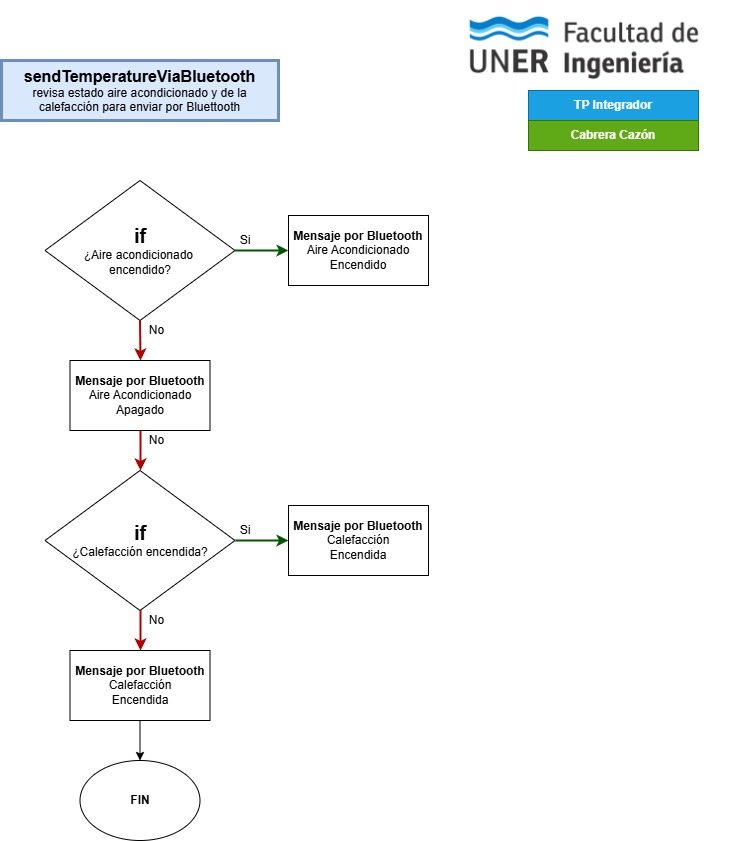 Facultad de
UNER Ingeniería
sendTemperatureViaBluetooth
revisa estado aire acondicionado y de la
calefacción para enviar por Bluettooth
TP Integrador
Cabrera Cazón
if
¿Aire acondicionado
encendido?
Si
Mensaje por Bluetooth
Aire Acondicionado
Encendido
No
Mensaje por Bluetooth
Aire Acondicionado
Apagado
No
if
¿Calefacción encendida?
Si
Mensaje por Bluetooth
Calefacción
Encendida
No
Mensaje por Bluetooth
Calefacción
Encendida
FIN